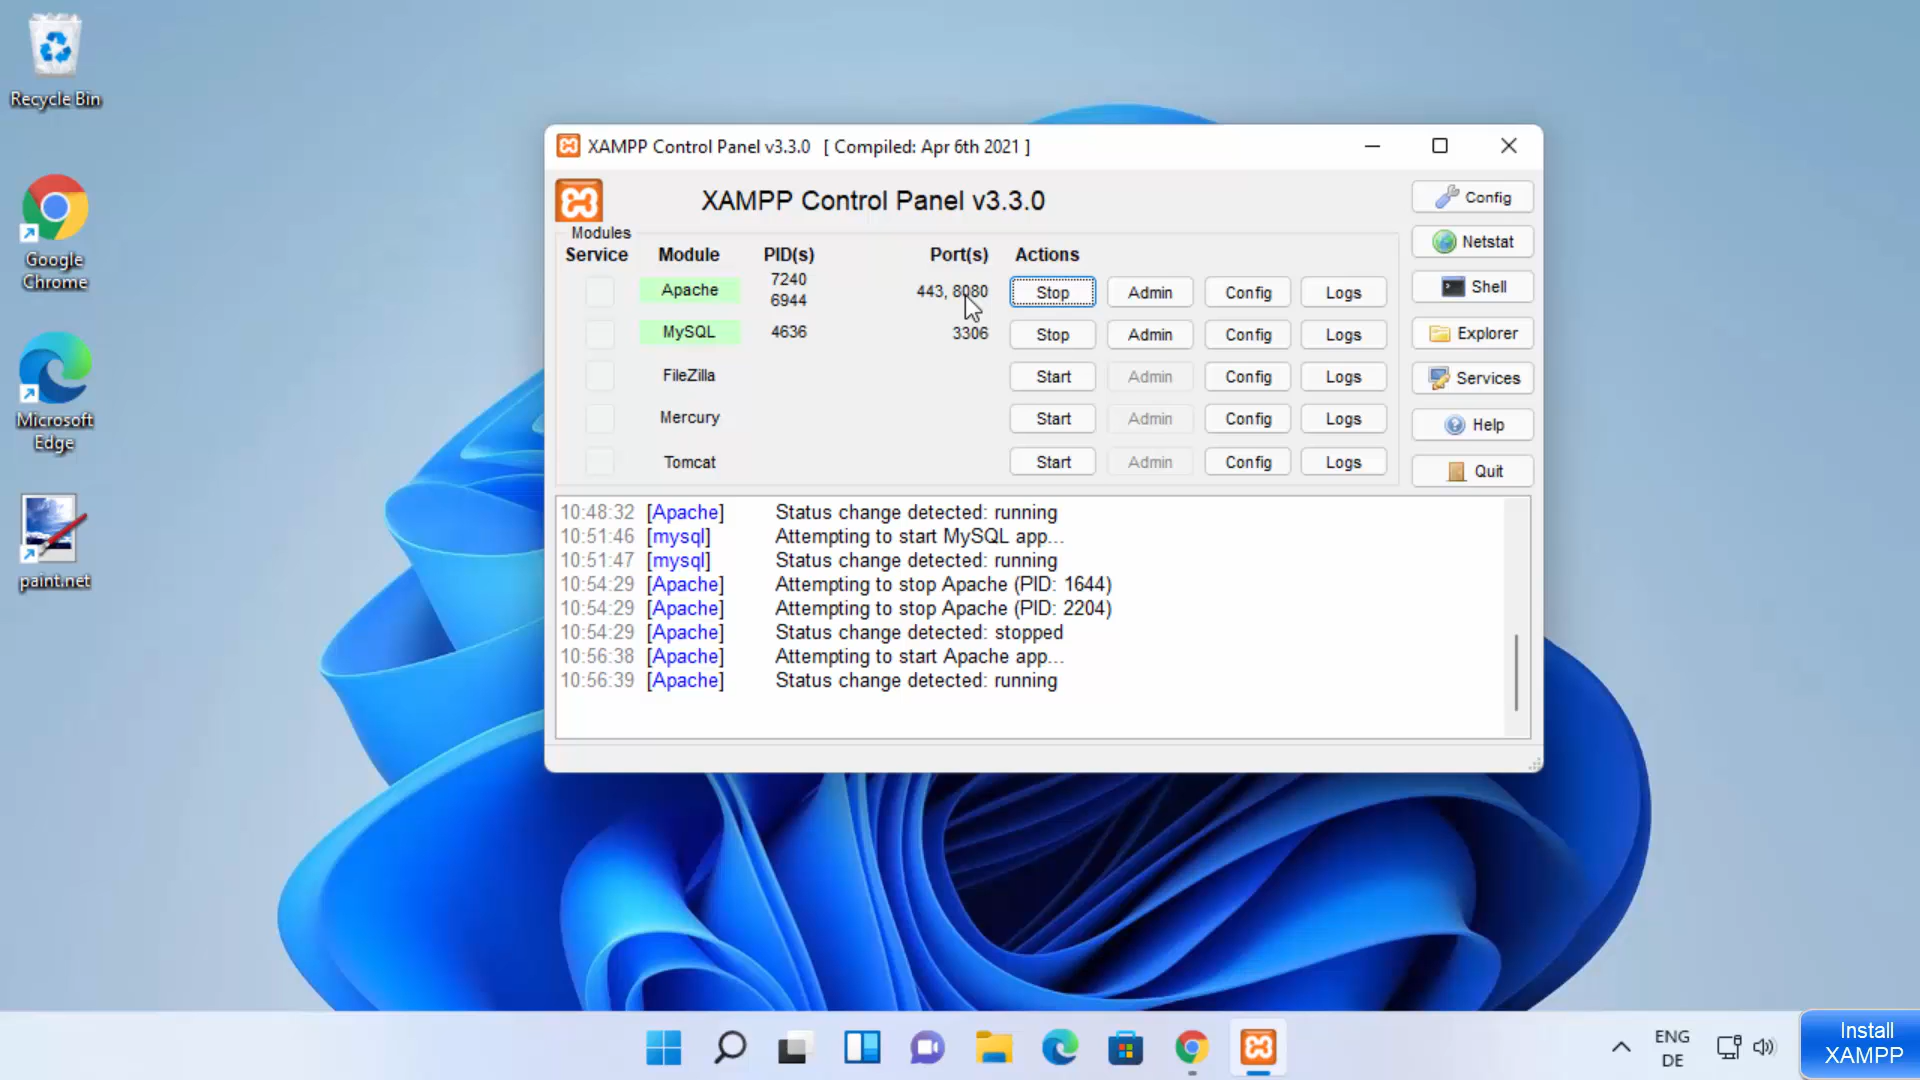 Recycle Bin
Google
Chrome
Microsoft
Edge
paint.net
XAMPP Control Panel v3.3.0 [ Compiled: Apr 6th 2021 ]
XAMPP Control Panel v3.3.0
Modules
Service Module PID(s) Port(s) Actions
Apache 7240 6944 443, 8080 Stop Admin Config Logs
MySQL 4636 3306 Stop Admin Config Logs
FileZilla Start Admin Config Logs
Mercury Start Admin Config Logs
Tomcat Start Admin Config Logs
Config
Netstat
Shell
Explorer
Services
Help
Quit
10:48:32 [Apache] Status change detected: running
10:51:46 [mysql] Attempting to start MySQL app...
10:51:47 [mysql] Status change detected: running
10:54:29 [Apache] Attempting to stop Apache (PID: 1644)
10:54:29 [Apache] Attempting to stop Apache (PID: 2204)
10:54:29 [Apache] Status change detected: stopped
10:56:38 [Apache] Attempting to start Apache app...
10:56:39 [Apache] Status change detected: running
ENG
DE
Install
XAMPP